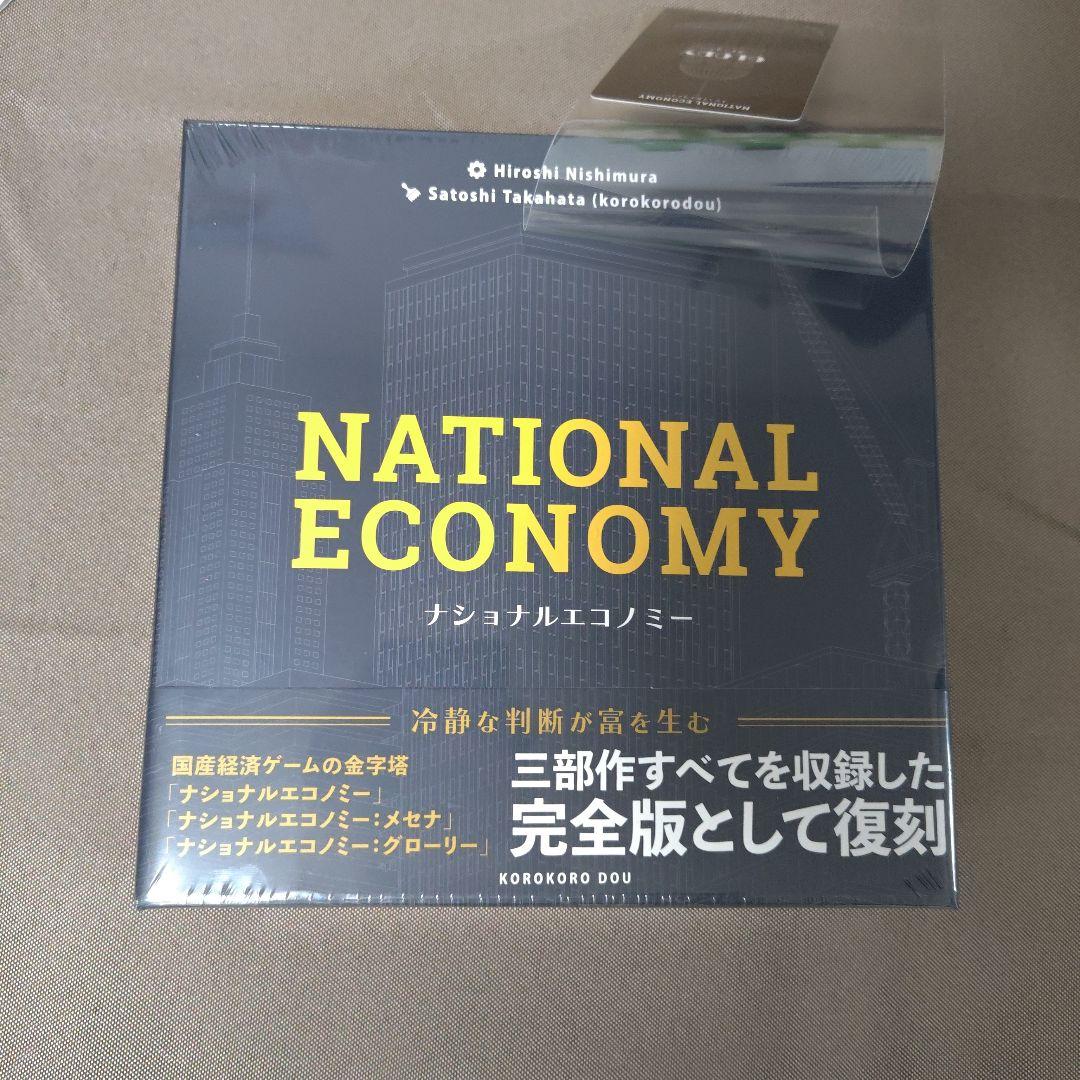 NATIONAL ECONOMY
Hiroshi Nishimura
Satoshi Takahata (korokorodou)
NATIONAL
ECONOMY
ナショナルエコノミー
冷静な判断が富を生む
国産経済ゲームの金字塔
「ナショナルエコノミー」
「ナショナルエコノミー：メセナ」
「ナショナルエコノミー：グローリー」
三部作すべてを収録した
完全版として復刻
KOROKORO DOU